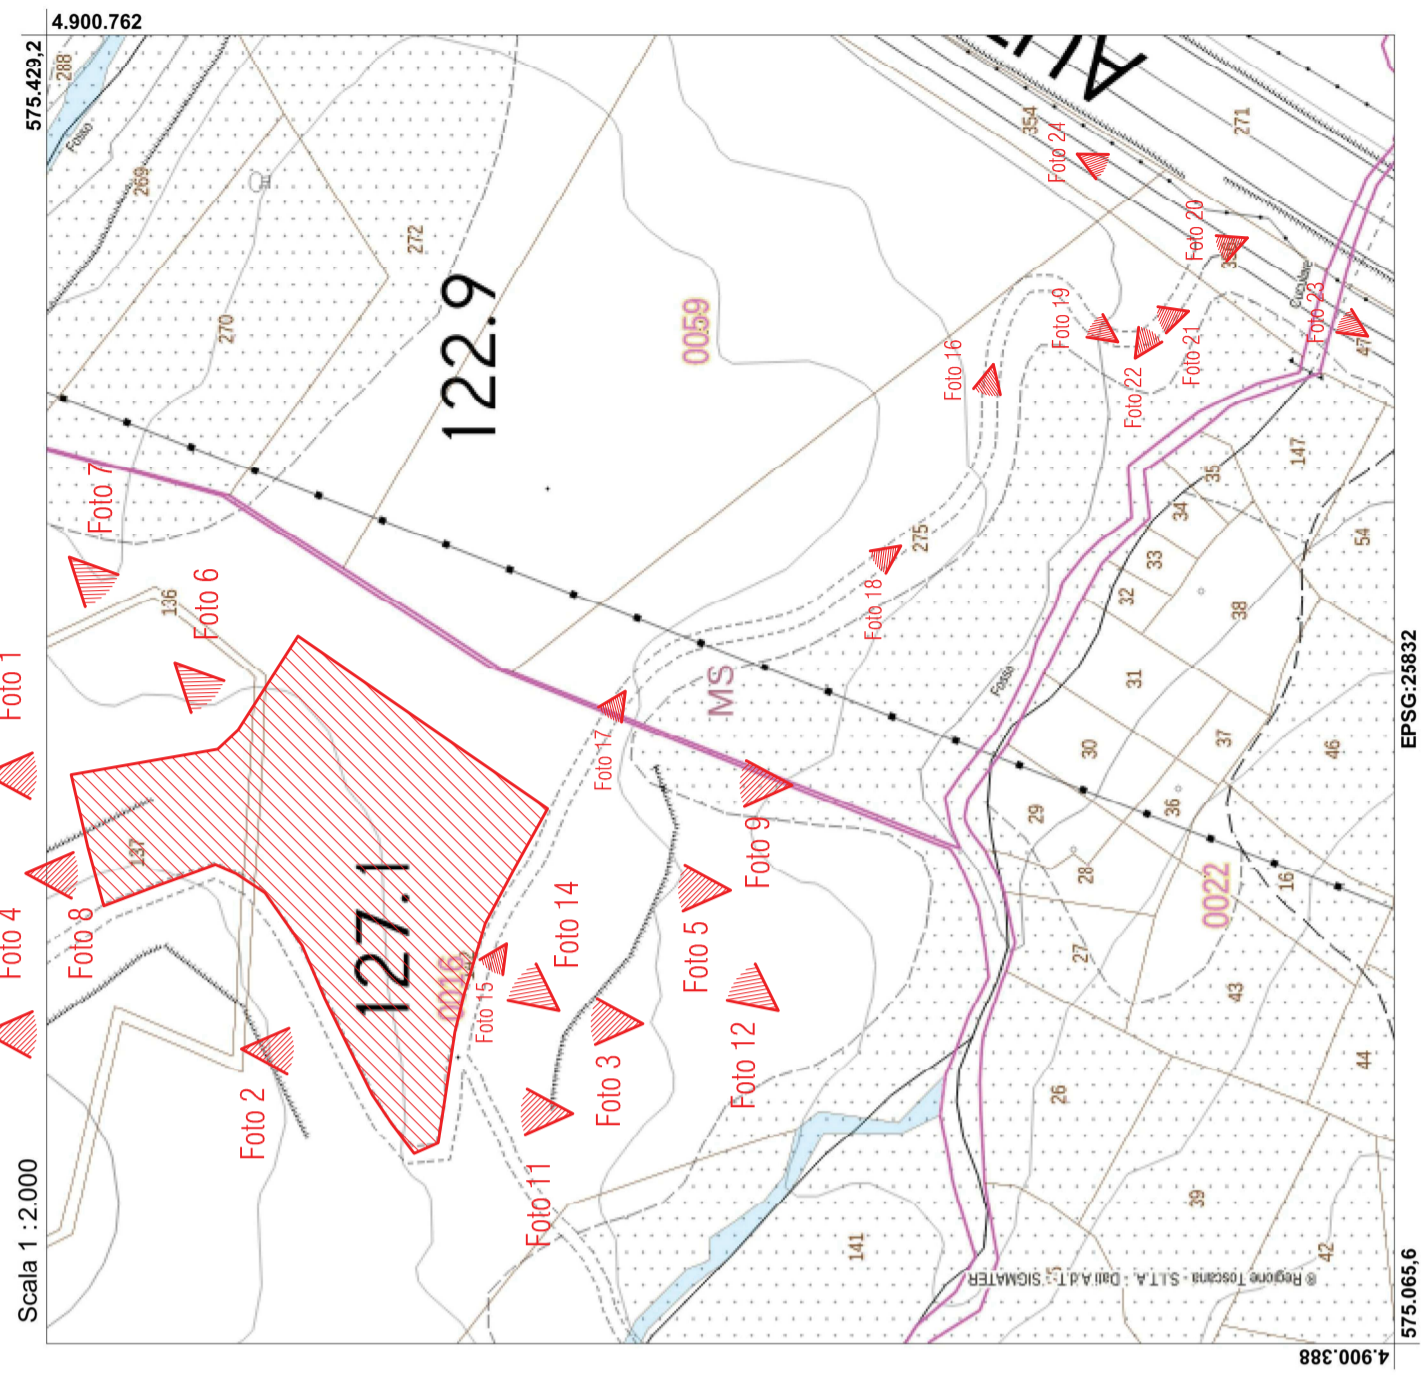 4.900.762
575.429,2
Scala 1 : 2.000
EPSG:25832
575.065,6
4.900.388
® Regione Toscana - S.I.T.A. - Dati A.d.T. - SIGMATER
288
Fosso
269
270
272
122.9
0059
354
271
Foto 24
Foto 20
Foto 19
Foto 23
Foto 21
Foto 22
47
Foto 16
Foto 7
136
Foto 6
Foto 1
275
Foto 18
MS
Foto 17
Fosso
147
35
34
33
32
54
38
31
30
37
46
29
36
28
16
0022
27
43
26
44
39
42
141
137
Foto 4
Foto 8
127.1
0016
Foto 15
Foto 14
Foto 9
Foto 5
Foto 2
Foto 3
Foto 12
Foto 11